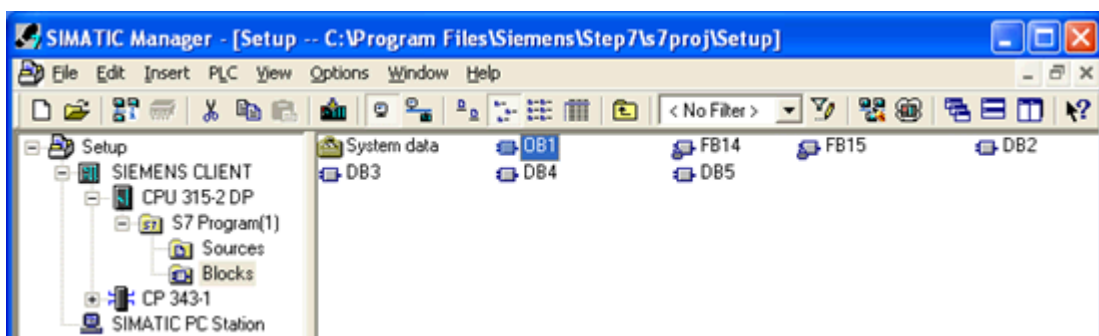 SIMATIC Manager - [Setup -- C:\Program Files\Siemens\Step7\s7proj\Setup]
File Edit Insert PLC View Options Window Help
< No Filter >
Setup
SIEMENS CLIENT
CPU 315-2 DP
S7 Program(1)
Sources
Blocks
CP 343-1
SIMATIC PC Station
System data OB1 FB14 FB15 DB2
DB3 DB4 DB5